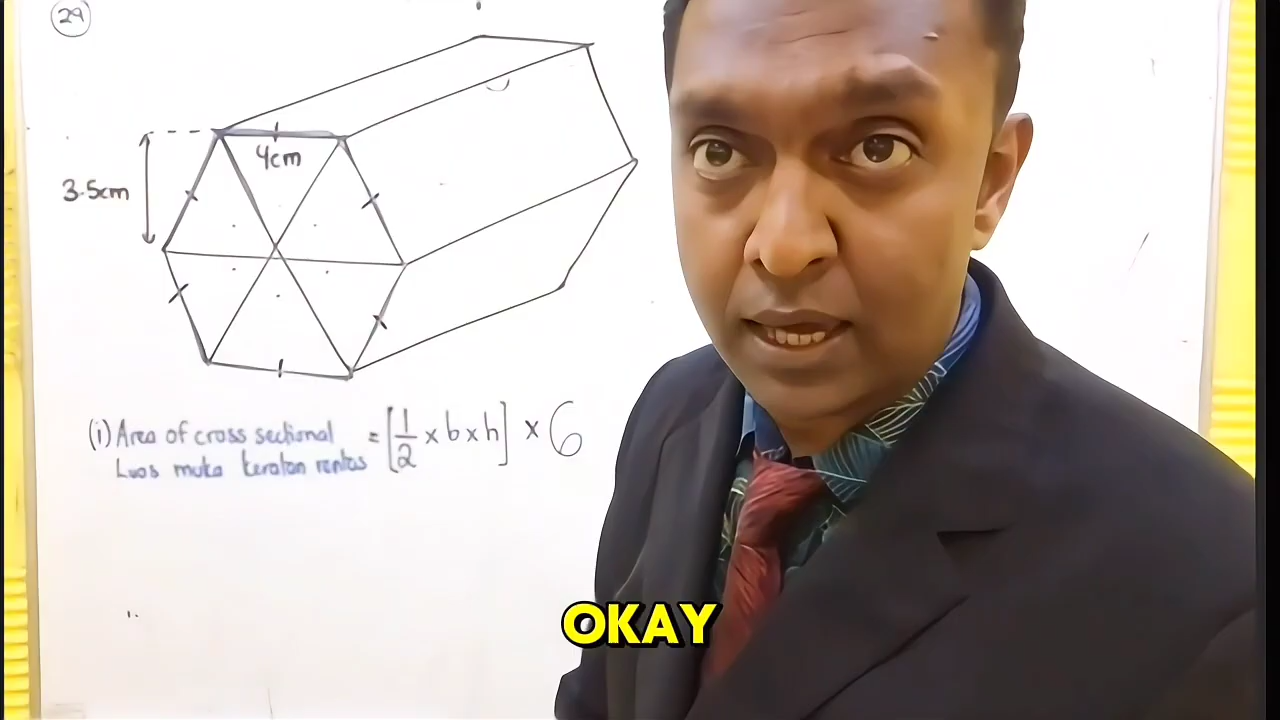 29
4cm
3.5cm
(i) Area of cross sectional = [1/2 × b × h] × 6
Luas muka keratan rentas
OKAY